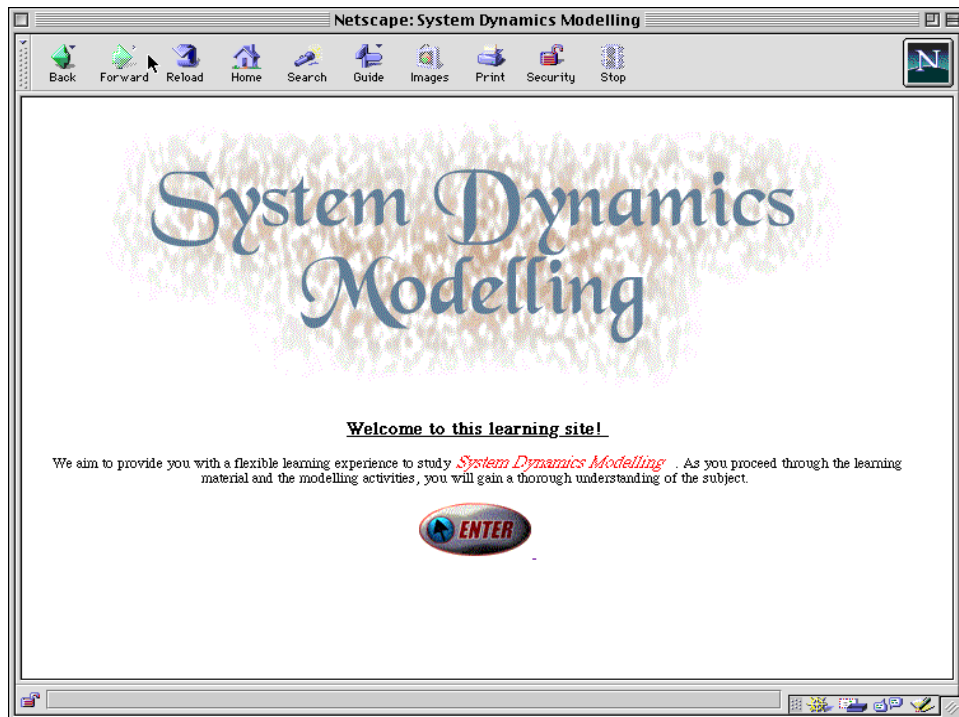 Netscape: System Dynamics Modelling
Back Forward Reload Home Search Guide Images Print Security Stop
N
System Dynamics
Modelling
Welcome to this learning site!
We aim to provide you with a flexible learning experience to study System Dynamics Modelling . As you proceed through the learning
material and the modelling activities, you will gain a thorough understanding of the subject.
ENTER